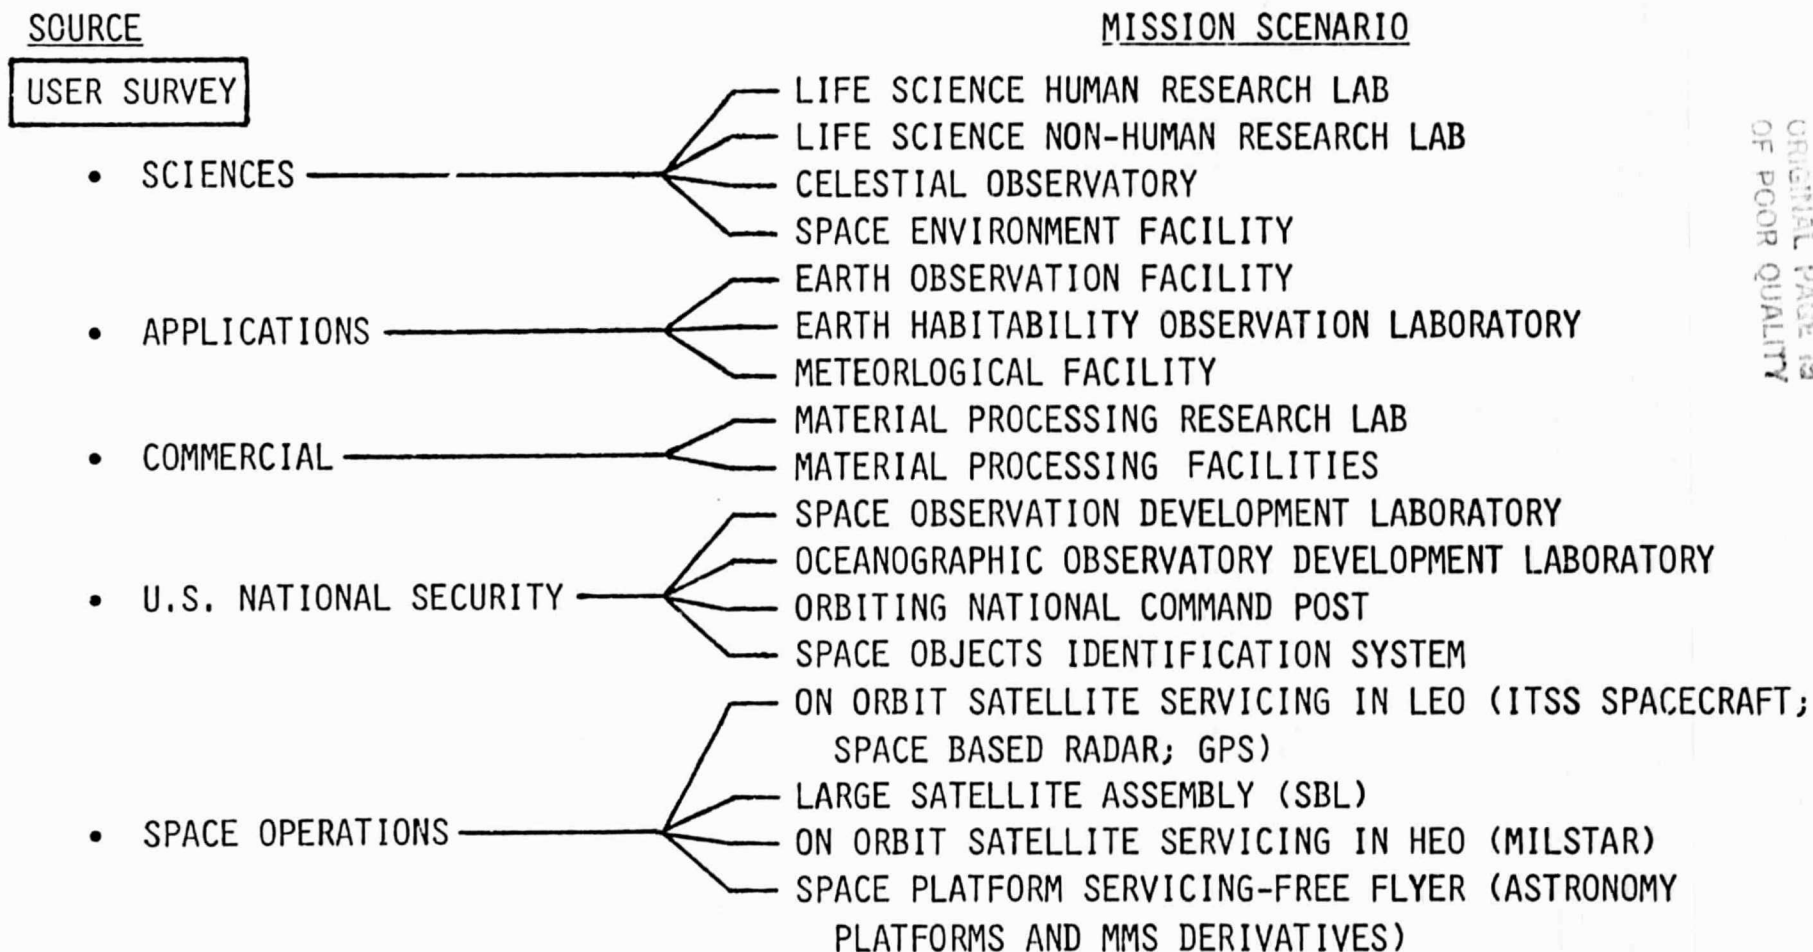 SOURCE
MISSION SCENARIO
USER SURVEY
• SCIENCES
LIFE SCIENCE HUMAN RESEARCH LAB
LIFE SCIENCE NON-HUMAN RESEARCH LAB
CELESTIAL OBSERVATORY
SPACE ENVIRONMENT FACILITY
• APPLICATIONS
EARTH OBSERVATION FACILITY
EARTH HABITABILITY OBSERVATION LABORATORY
METEORLOGICAL FACILITY
• COMMERCIAL
MATERIAL PROCESSING RESEARCH LAB
MATERIAL PROCESSING FACILITIES
• U.S. NATIONAL SECURITY
SPACE OBSERVATION DEVELOPMENT LABORATORY
OCEANOGRAPHIC OBSERVATORY DEVELOPMENT LABORATORY
ORBITING NATIONAL COMMAND POST
SPACE OBJECTS IDENTIFICATION SYSTEM
• SPACE OPERATIONS
ON ORBIT SATELLITE SERVICING IN LEO (ITSS SPACECRAFT;
SPACE BASED RADAR; GPS)
LARGE SATELLITE ASSEMBLY (SBL)
ON ORBIT SATELLITE SERVICING IN HEO (MILSTAR)
SPACE PLATFORM SERVICING-FREE FLYER (ASTRONOMY
PLATFORMS AND MMS DERIVATIVES)
ORIGINAL PAGE IS
OF POOR QUALITY